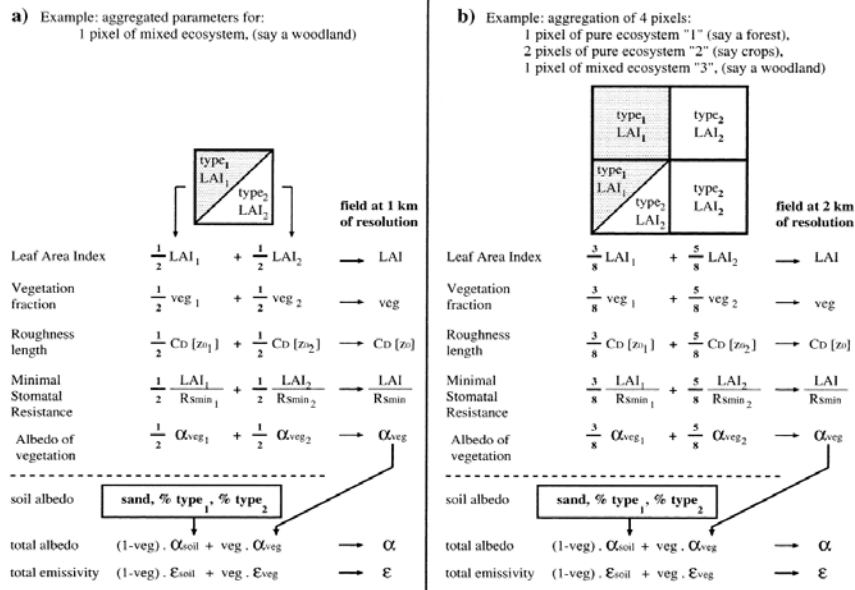 a) Example: aggregated parameters for:
1 pixel of mixed ecosystem, (say a woodland)
type₁
LAI₁
type₂
LAI₂
field at 1 km
of resolution
Leaf Area Index 1/2 LAI₁ + 1/2 LAI₂ → LAI
Vegetation
fraction 1/2 veg ₁ + 1/2 veg ₂ → veg
Roughness
length 1/2 CD [z0₁] + 1/2 CD [z0₂] → CD [z0]
Minimal
Stomatal
Resistance 1/2 LAI₁/Rsmin₁ + 1/2 LAI₂/Rsmin₂ → LAI/Rsmin
Albedo of
vegetation 1/2 αveg₁ + 1/2 αveg₂ → αveg
soil albedo sand, % type₁, % type₂
total albedo (1-veg) . αsoil + veg . αveg → α
total emissivity (1-veg) . εsoil + veg . εveg → ε
b) Example: aggregation of 4 pixels:
1 pixel of pure ecosystem "1" (say a forest),
2 pixels of pure ecosystem "2" (say crops),
1 pixel of mixed ecosystem "3", (say a woodland)
type₁
LAI₁
type₂
LAI₂
type₁
LAI₁
type₂
LAI₂
type₂
LAI₂
field at 2 km
of resolution
Leaf Area Index 3/8 LAI₁ + 5/8 LAI₂ → LAI
Vegetation
fraction 3/8 veg ₁ + 5/8 veg ₂ → veg
Roughness
length 3/8 CD [z0₁] + 5/8 CD [z0₂] → CD [z0]
Minimal
Stomatal
Resistance 3/8 LAI₁/Rsmin₁ + 5/8 LAI₂/Rsmin₂ → LAI/Rsmin
Albedo of
vegetation 3/8 αveg₁ + 5/8 αveg₂ → αveg
soil albedo sand, % type₁, % type₂
total albedo (1-veg) . αsoil + veg . αveg → α
total emissivity (1-veg) . εsoil + veg . εveg → ε